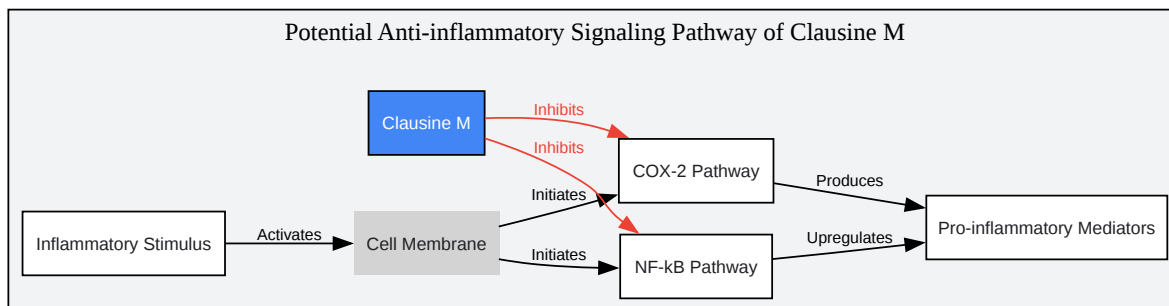 Potential Anti-inflammatory Signaling Pathway of Clausine M
Inhibits
Clausine M
Inhibits
COX-2 Pathway
Produces
Initiates
Pro-inflammatory Mediators
Inflammatory Stimulus
Activates
Cell Membrane
Upregulates
Initiates
NF-kB Pathway